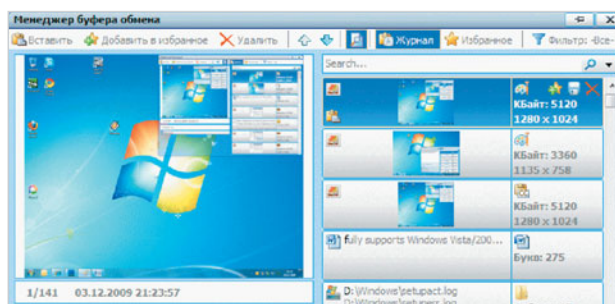 Менеджер буфера обмена
Вставить Добавить в избранное Удалить Журнал Избранное Фильтр: -Все-
Search...
КБайт: 5120
1280 x 1024
КБайт: 3360
1135 x 758
КБайт: 5120
1280 x 1024
fully supports Windows Vista/200...
Букв: 275
D:\Windows\setupact.log
D:\Windows\setuperr.log
1/141 03.12.2009 21:23:57